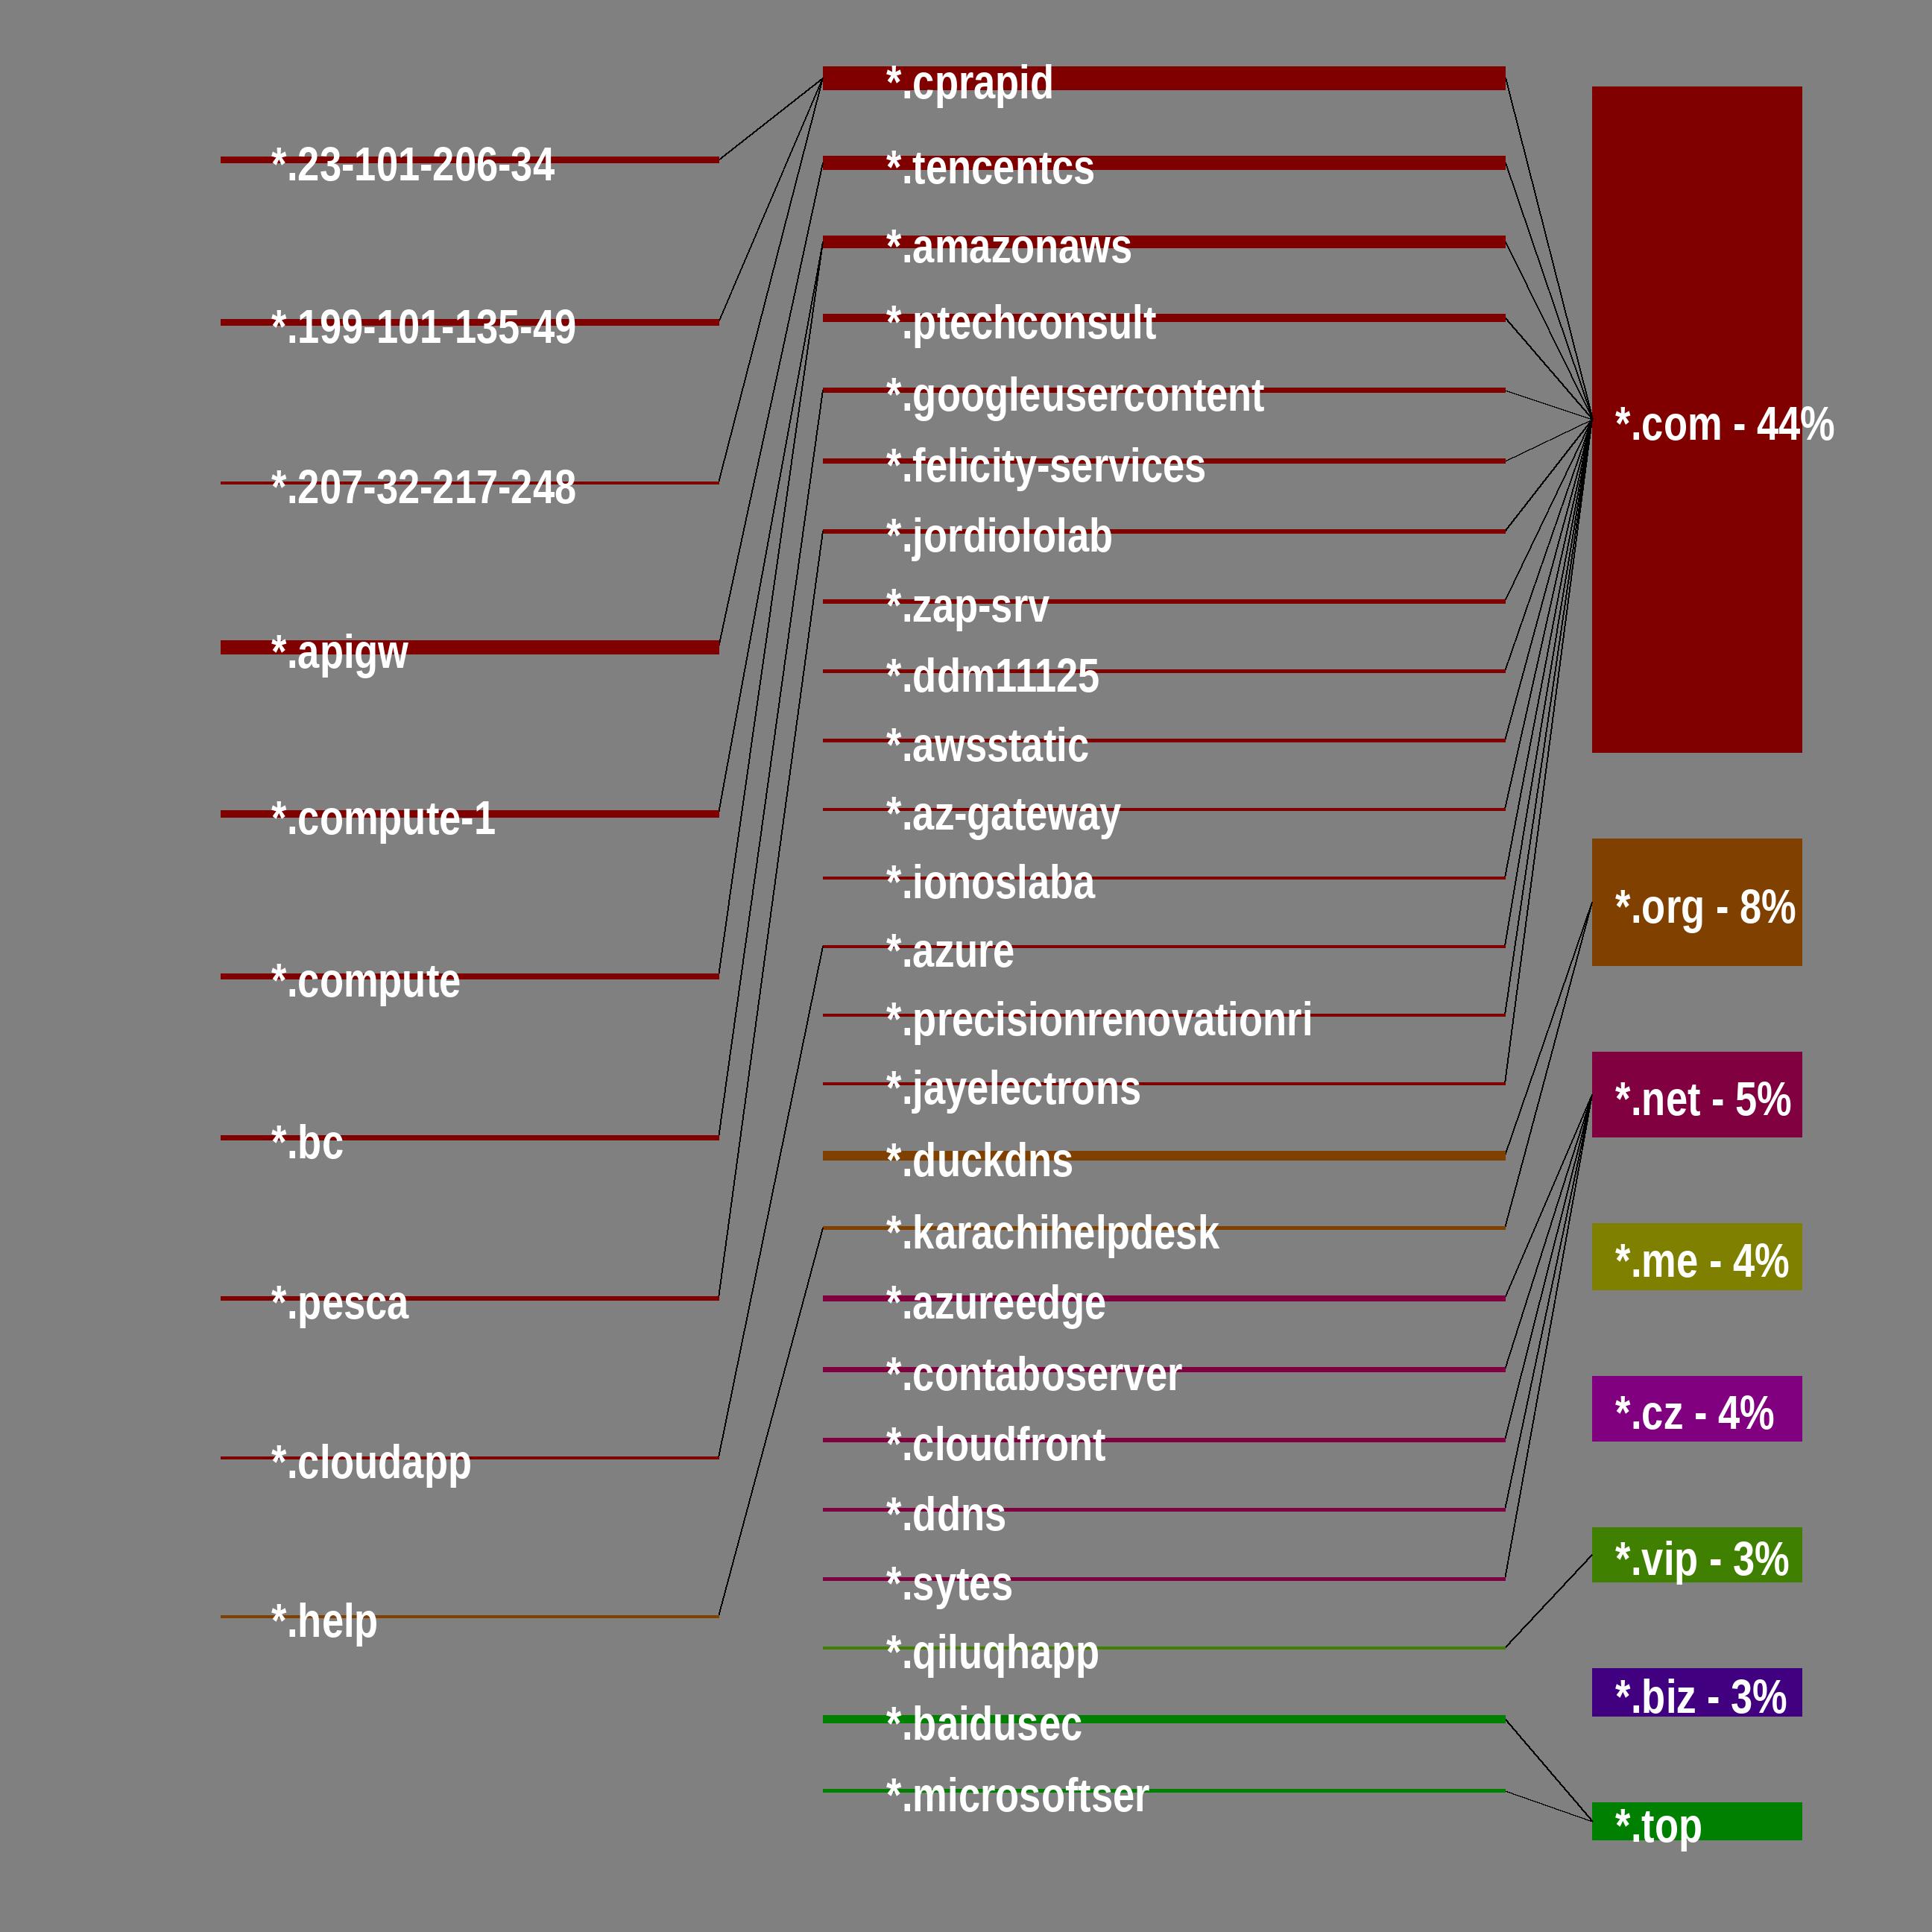 *.23-101-206-34
*.199-101-135-49
*.207-32-217-248
*.apigw
*.compute-1
*.compute
*.bc
*.pesca
*.cloudapp
*.help
*.cprapid
*.tencentcs
*.amazonaws
*.ptechconsult
*.googleusercontent
*.felicity-services
*.jordiololab
*.zap-srv
*.ddm11125
*.awsstatic
*.az-gateway
*.ionoslaba
*.azure
*.precisionrenovationri
*.jayelectrons
*.duckdns
*.karachihelpdesk
*.azureedge
*.contaboserver
*.cloudfront
*.ddns
*.sytes
*.qiluqhapp
*.baidusec
*.microsoftser
*.com - 44%
*.org - 8%
*.net - 5%
*.me - 4%
*.cz - 4%
*.vip - 3%
*.biz - 3%
*.top